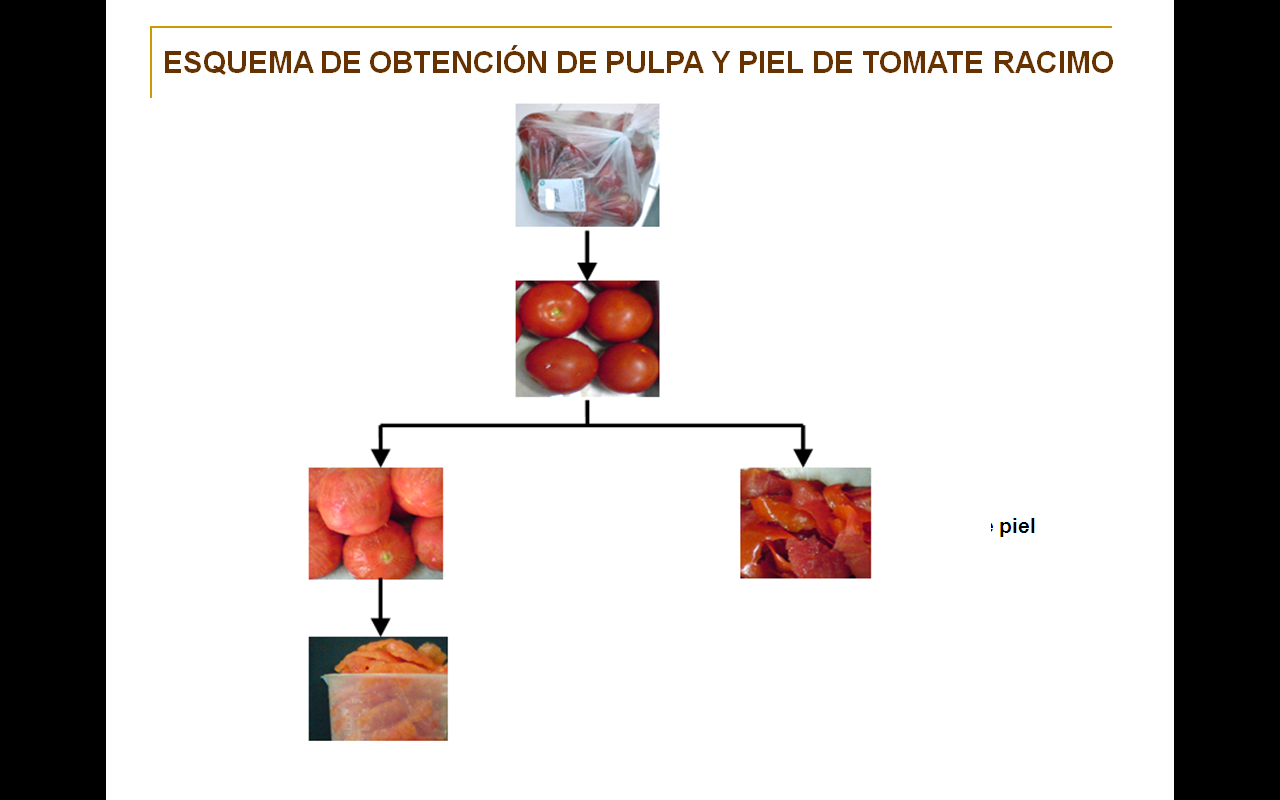 ESQUEMA DE OBTENCIÓN DE PULPA Y PIEL DE TOMATE RACIMO
piel